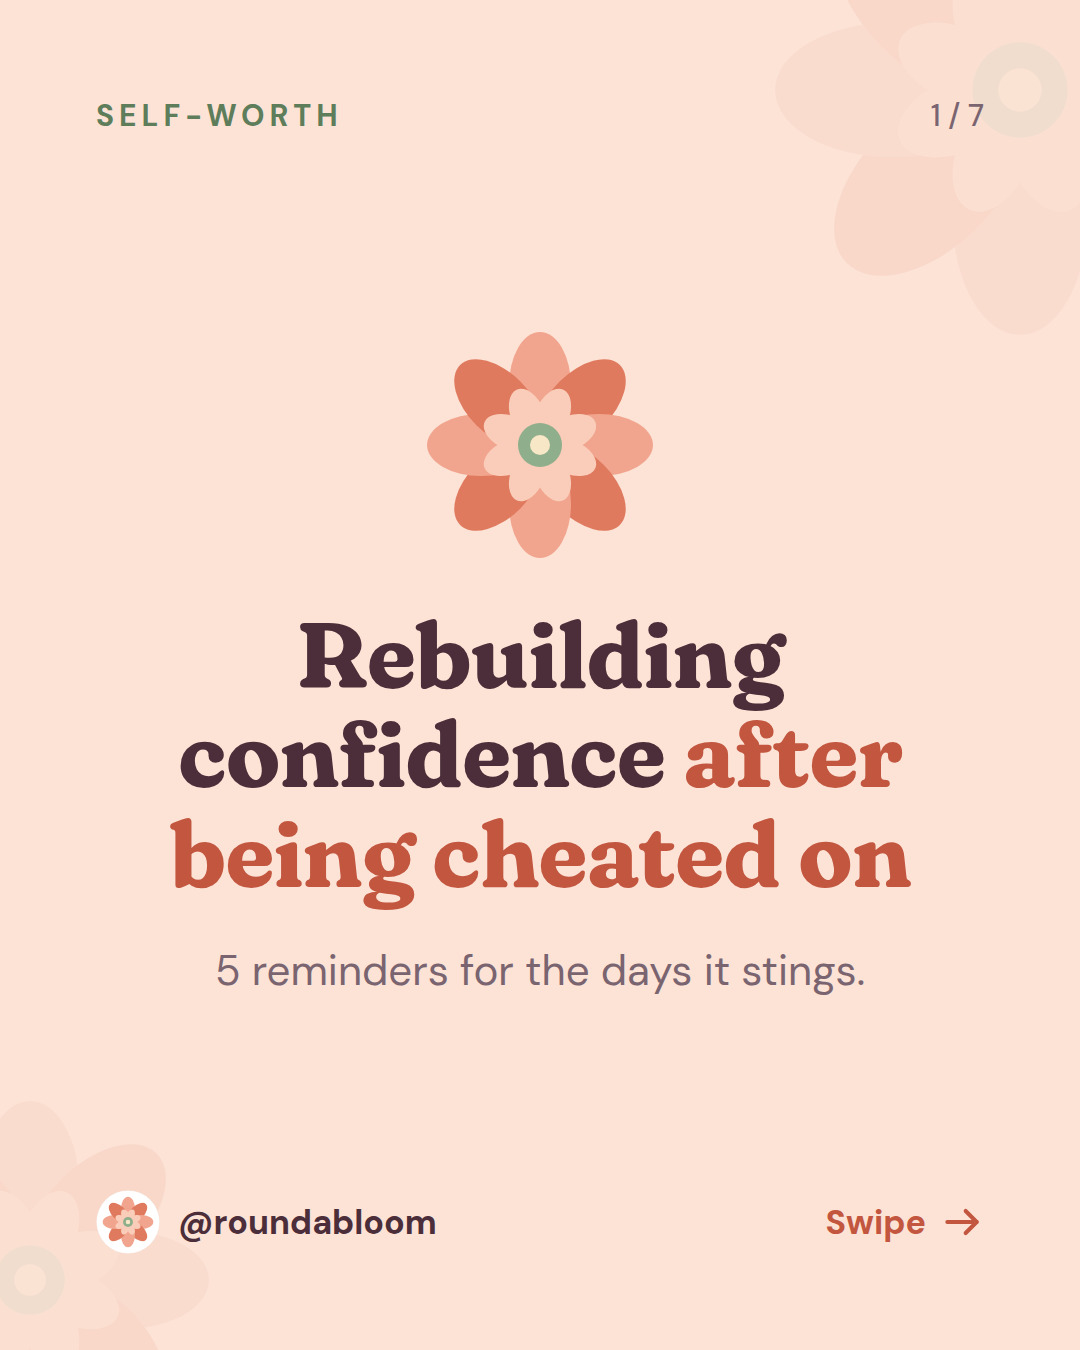 SELF-WORTH
1/7
Rebuilding
confidence after
being cheated on
5 reminders for the days it stings.
@roundabloom
Swipe →